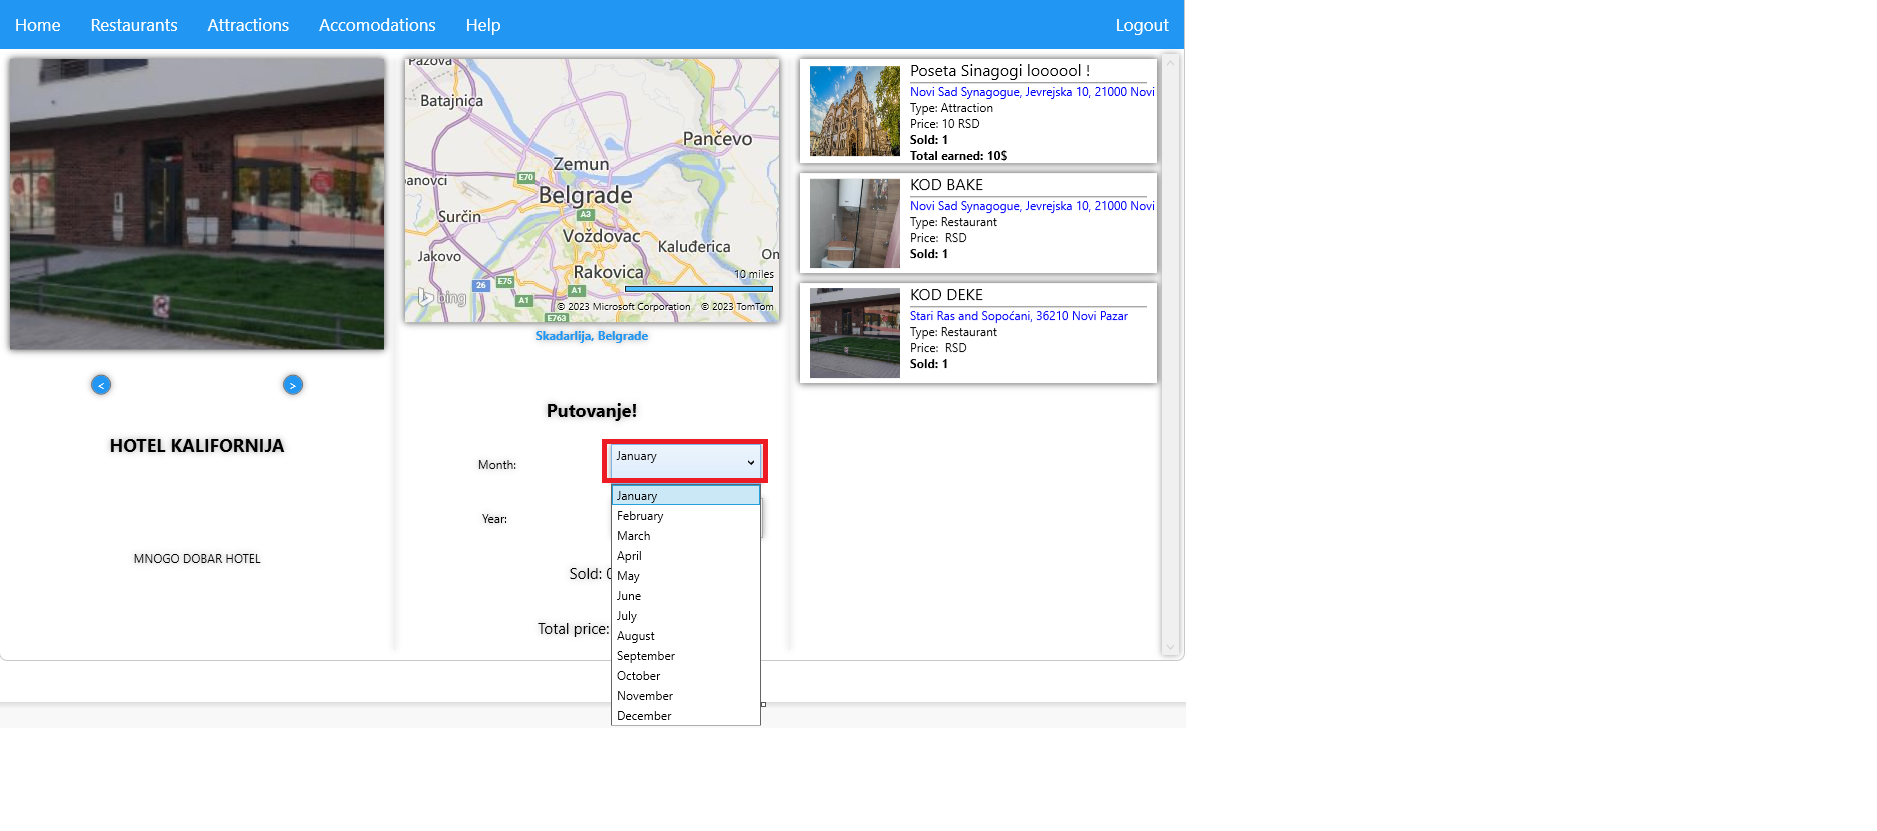 Home Restaurants Attractions Accomodations Help Logout
<
>
HOTEL KALIFORNIJA
MNOGO DOBAR HOTEL
Pazova
Batajnica
Pančevo
Zemun
E70
anovci
Belgrade
A3
Surčin
Voždovac
Kaluđerica
Jakovo
Rakovica
10 miles
26
E75
A1
A1
bing
© 2023 Microsoft Corporation © 2023 TomTom
E763
Skadarlija, Belgrade
Putovanje!
Month:
January
Year:
Sold: 0
Total price:
January
February
March
April
May
June
July
August
September
October
November
December
Poseta Sinagogi loooool !
Novi Sad Synagogue, Jevrejska 10, 21000 Novi
Type: Attraction
Price: 10 RSD
Sold: 1
Total earned: 10$
KOD BAKE
Novi Sad Synagogue, Jevrejska 10, 21000 Novi
Type: Restaurant
Price: RSD
Sold: 1
KOD DEKE
Stari Ras and Sopoćani, 36210 Novi Pazar
Type: Restaurant
Price: RSD
Sold: 1